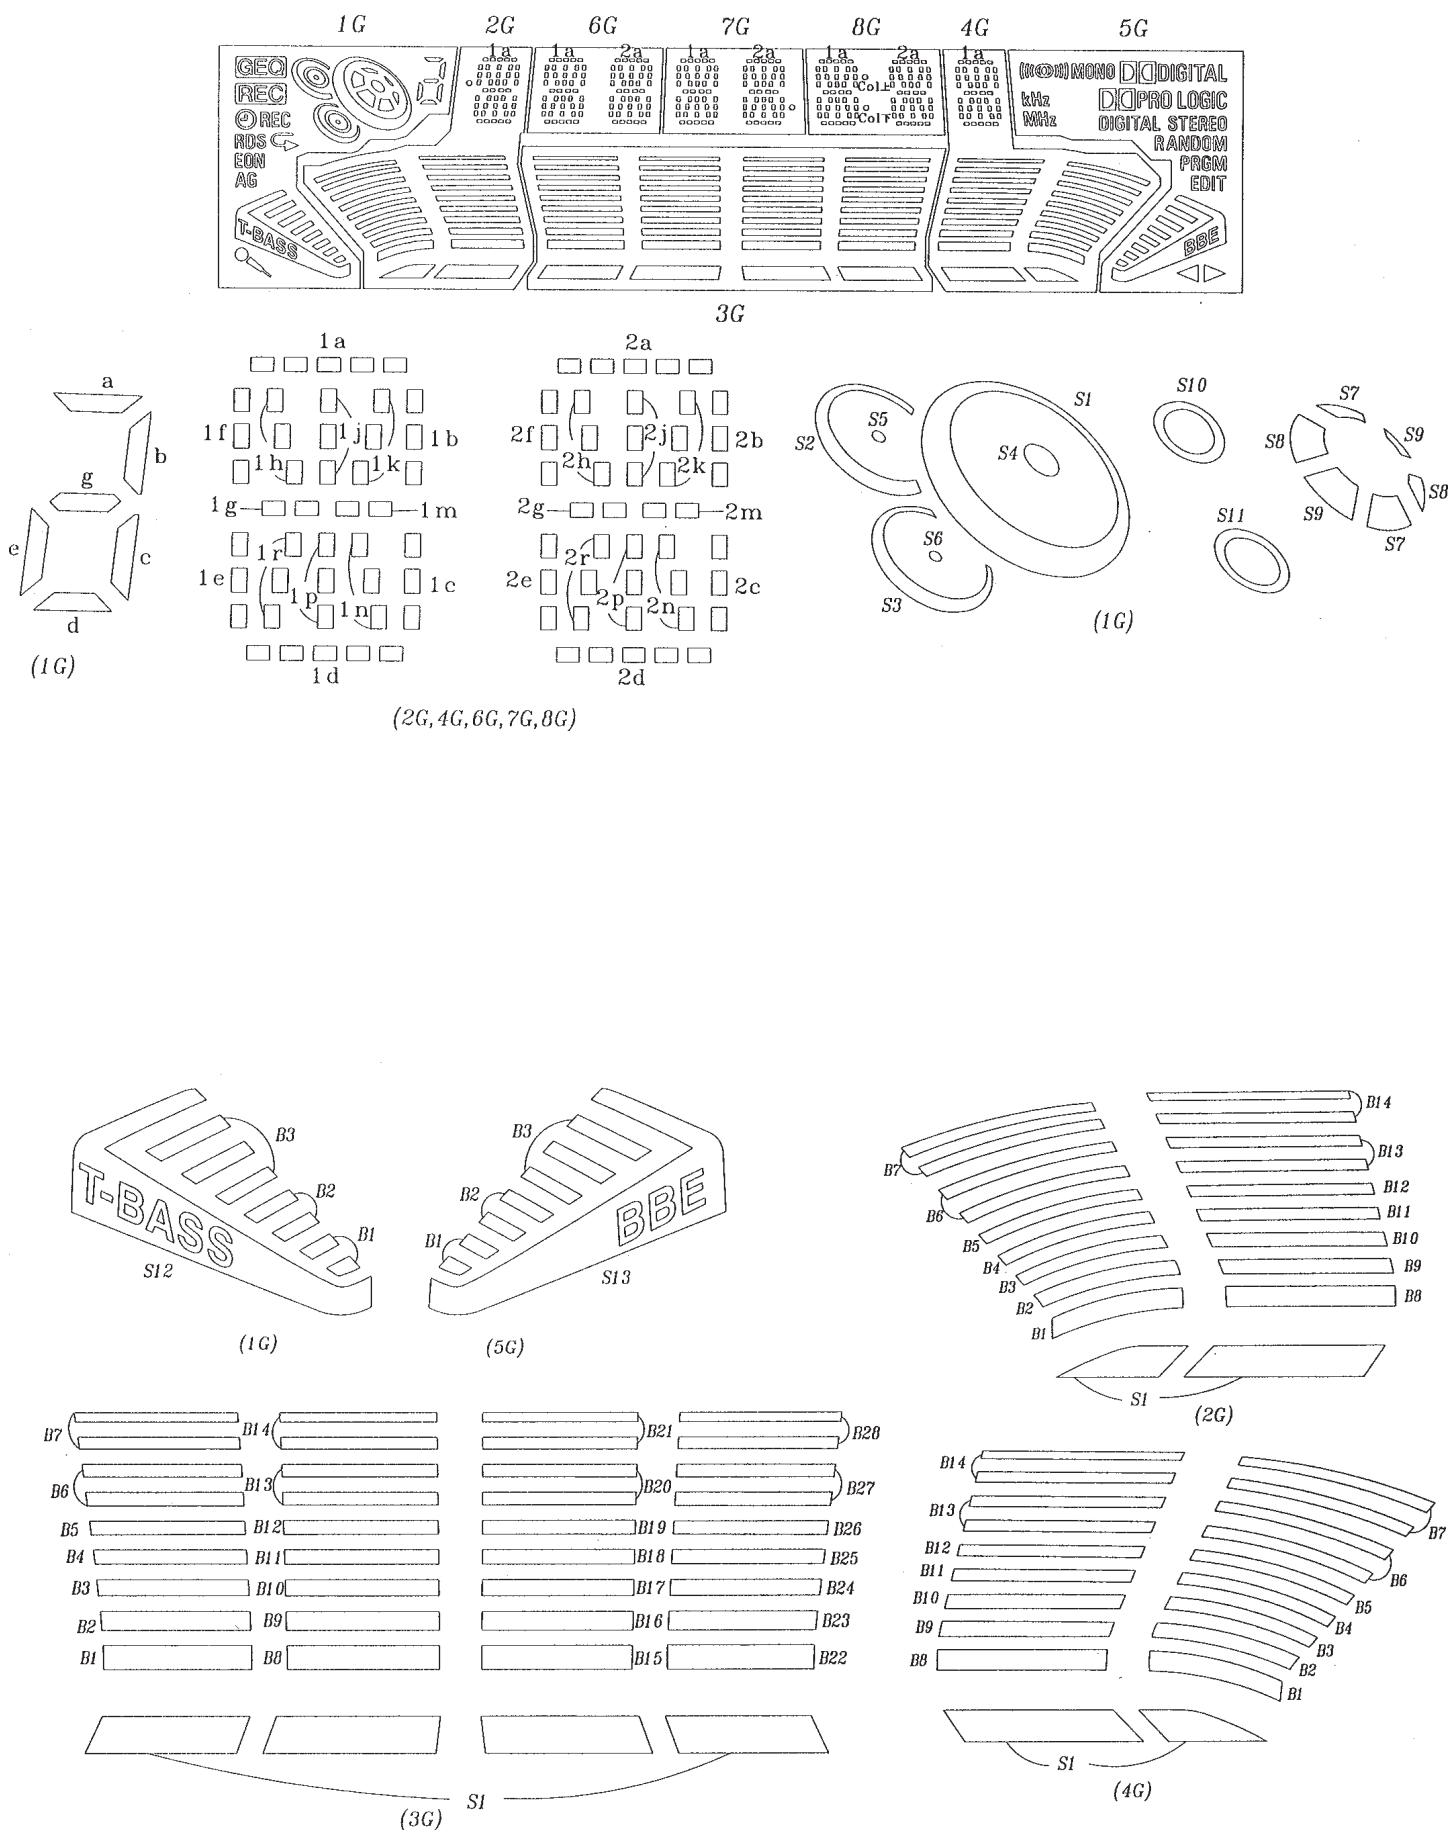 1G 2G 6G 7G 8G 4G 5G
1a 1a 2a 1a 2a 1a 2a 1a
GEQ
REC
REC
RDS
EON
AG
T-BASS
Col
Col
MONO DIGITAL
kHz PRO LOGIC
MHz DIGITAL STEREO
RANDOM
PRGM
EDIT
BBE
3G
a
b
g
e
c
d
(1G)
1a
1f 1j 1b
1h 1k
1g 1m
1r
1e 1c
1p 1n
1d
2a
2f 2j 2b
2h 2k
2g 2m
2r
2e 2c
2p 2n
2d
(2G,4G,6G,7G,8G)
S1
S5
S2
S4
S6
S3
S10
S11
S7
S9
S8
S8
S9
S7
(1G)
B3
B2
B1
T-BASS
S12
(1G)
B3
B2
B1
BBE
S13
(5G)
B14
B13
B12
B11
B10
B9
B8
B7
B6
B5
B4
B3
B2
B1
S1
(2G)
B7 B14 B21 B28
B6 B13 B20 B27
B5 B12 B19 B26
B4 B11 B18 B25
B3 B10 B17 B24
B2 B9 B16 B23
B1 B8 B15 B22
S1
(3G)
B14
B13
B12
B11
B10
B9
B8
B7
B6
B5
B4
B3
B2
B1
S1
(4G)